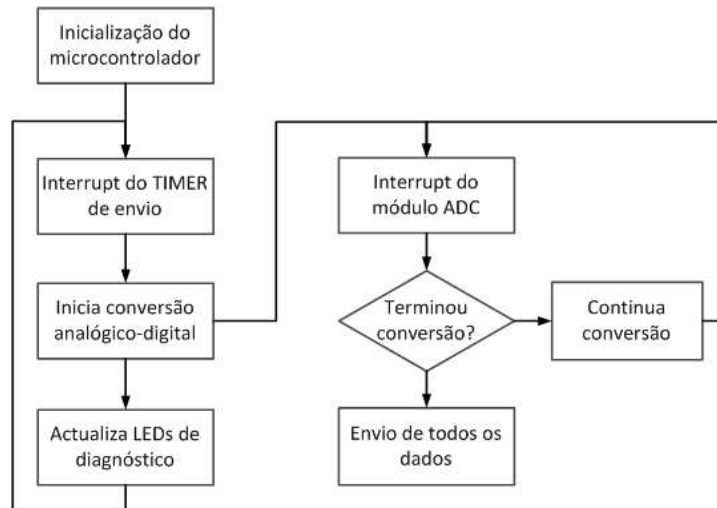 Inicialização do
microcontrolador
Interrupt do TIMER
de envio
Inicia conversão
analógico-digital
Actualiza LEDs de
diagnóstico
Interrupt do
módulo ADC
Terminou
conversão?
Continua
conversão
Envio de todos os
dados